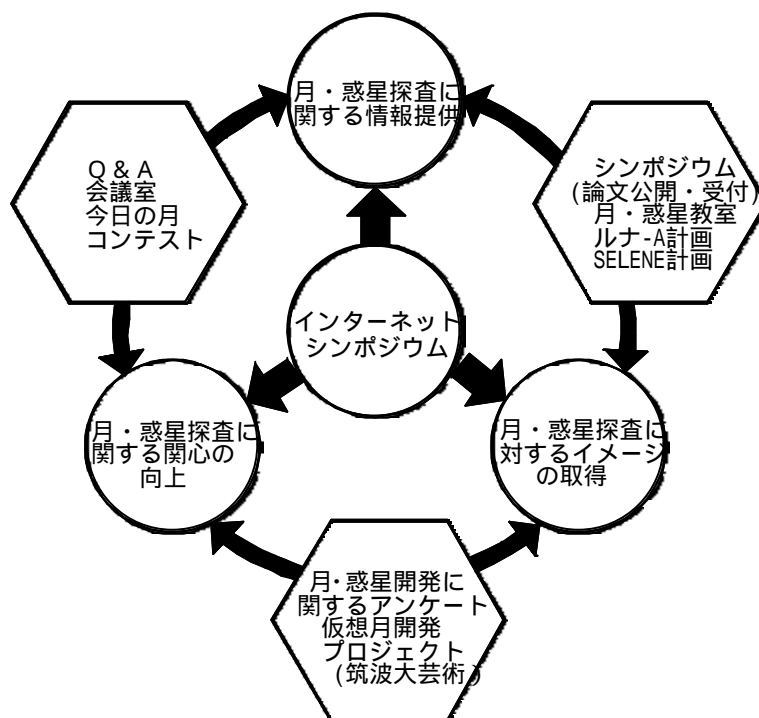 月・惑星探査に
関する情報提供
Q & A
会議室
今日の月
コンテスト
シンポジウム
(論文公開・受付)
月・惑星教室
ルナ-A計画
SELENE計画
インターネット
シンポジウム
月・惑星探査に
関する関心の
向上
月・惑星探査に
対するイメージ
の取得
月・惑星開発に
関するアンケート
仮想月開発
プロジェクト
(筑波大芸術)